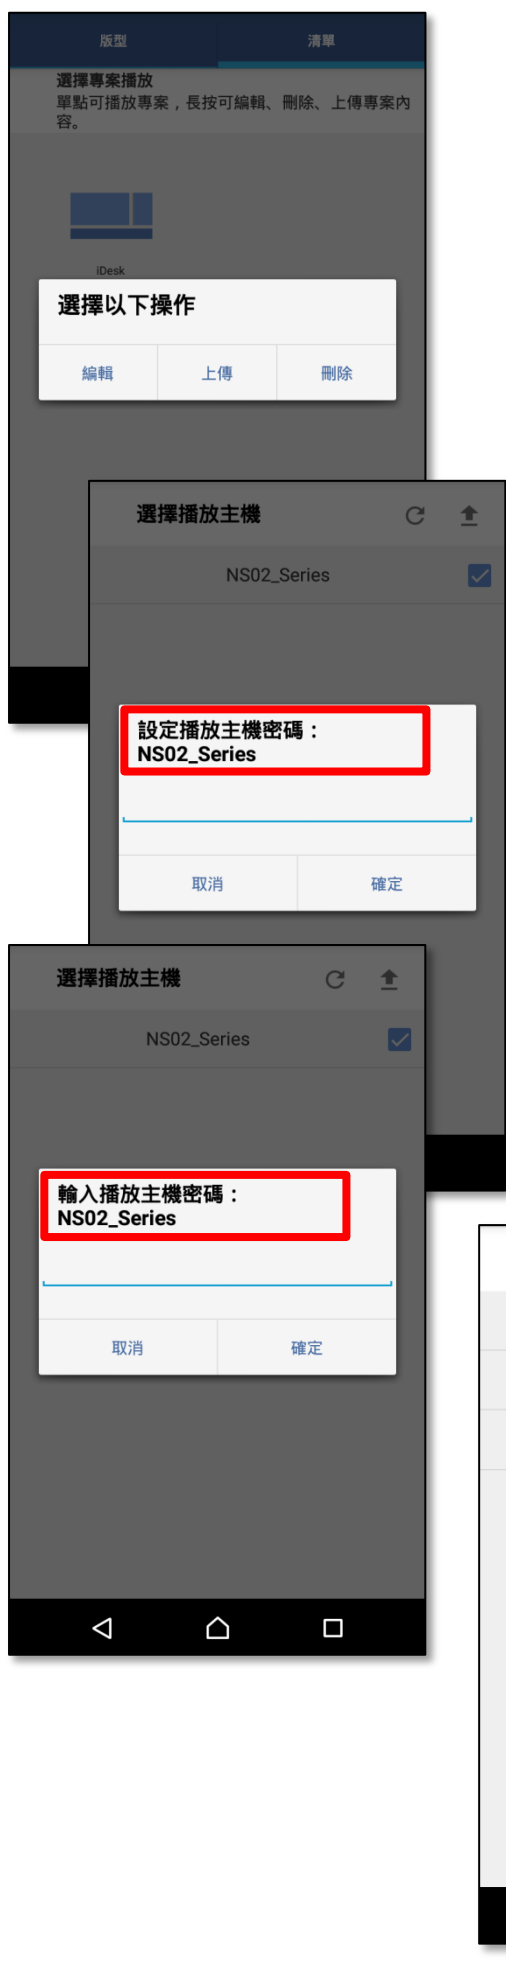 版型
清單
選擇專案播放
單點可播放專案，長按可編輯、刪除、上傳專案內
容。
iDesk
選擇以下操作
編輯
上傳
刪除
選擇播放主機
NS02_Series
設定播放主機密碼：
NS02_Series
取消
確定
選擇播放主機
NS02_Series
輸入播放主機密碼：
NS02_Series
取消
確定